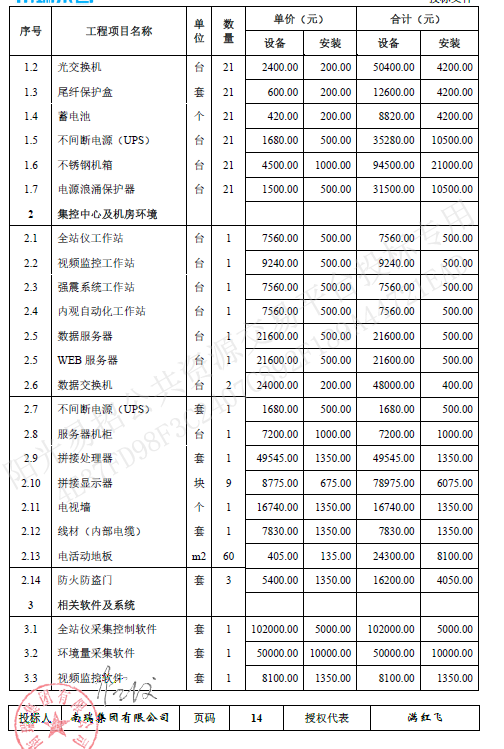 序号 工程项目名称 单位 数量 单价（元） 合计（元）
设备 安装 设备 安装
1.2 光交换机 台 21 2400.00 200.00 50400.00 4200.00
1.3 尾纤保护盒 套 21 600.00 200.00 12600.00 4200.00
1.4 蓄电池 个 21 420.00 200.00 8820.00 4200.00
1.5 不间断电源（UPS） 台 21 1680.00 500.00 35280.00 10500.00
1.6 不锈钢机箱 台 21 4500.00 1000.00 94500.00 21000.00
1.7 电源浪涌保护器 台 21 1500.00 500.00 31500.00 10500.00
2 集控中心及机房环境
2.1 全站仪工作站 台 1 7560.00 500.00 7560.00 500.00
2.2 视频监控工作站 台 1 9240.00 500.00 9240.00 500.00
2.3 强震系统工作站 台 1 7560.00 500.00 7560.00 500.00
2.4 内观自动化工作站 台 1 7560.00 500.00 7560.00 500.00
2.5 数据服务器 台 1 21600.00 500.00 21600.00 500.00
2.5 WEB 服务器 台 1 21600.00 500.00 21600.00 500.00
2.6 数据交换机 台 1 24000.00 200.00 48000.00 400.00
2.7 不间断电源（UPS） 套 1 1680.00 500.00 1680.00 500.00
2.8 服务器机柜 台 1 7200.00 1000.00 7200.00 1000.00
2.9 拼接处理器 套 1 49545.00 1350.00 49545.00 1350.00
2.10 拼接显示器 块 9 8775.00 675.00 78975.00 6075.00
2.11 电视墙 个 1 16740.00 1350.00 16740.00 1350.00
2.12 线材（内部电缆） 套 1 7830.00 1350.00 7830.00 1350.00
2.13 电活动地板 m2 60 405.00 135.00 24300.00 8100.00
2.14 防火防盗门 套 3 5400.00 1350.00 16200.00 4050.00
3 相关软件及系统
3.1 全站仪采集控制软件 套 1 102000.00 5000.00 102000.00 5000.00
3.2 环境量采集软件 套 1 50000.00 10000.00 50000.00 10000.00
3.3 视频监控软件 套 1 8100.00 1350.00 8100.00 1350.00
投标人 南瑞集团有限公司 页码 14 授权代表 满红飞